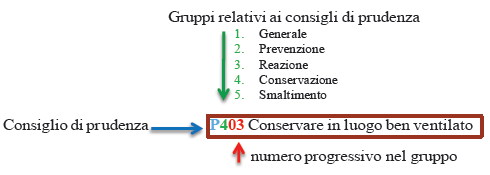 Gruppi relativi ai consigli di prudenza
1. Generale
2. Prevenzione
3. Reazione
4. Conservazione
5. Smaltimento
Consiglio di prudenza P403 Conservare in luogo ben ventilato
numero progressivo nel gruppo